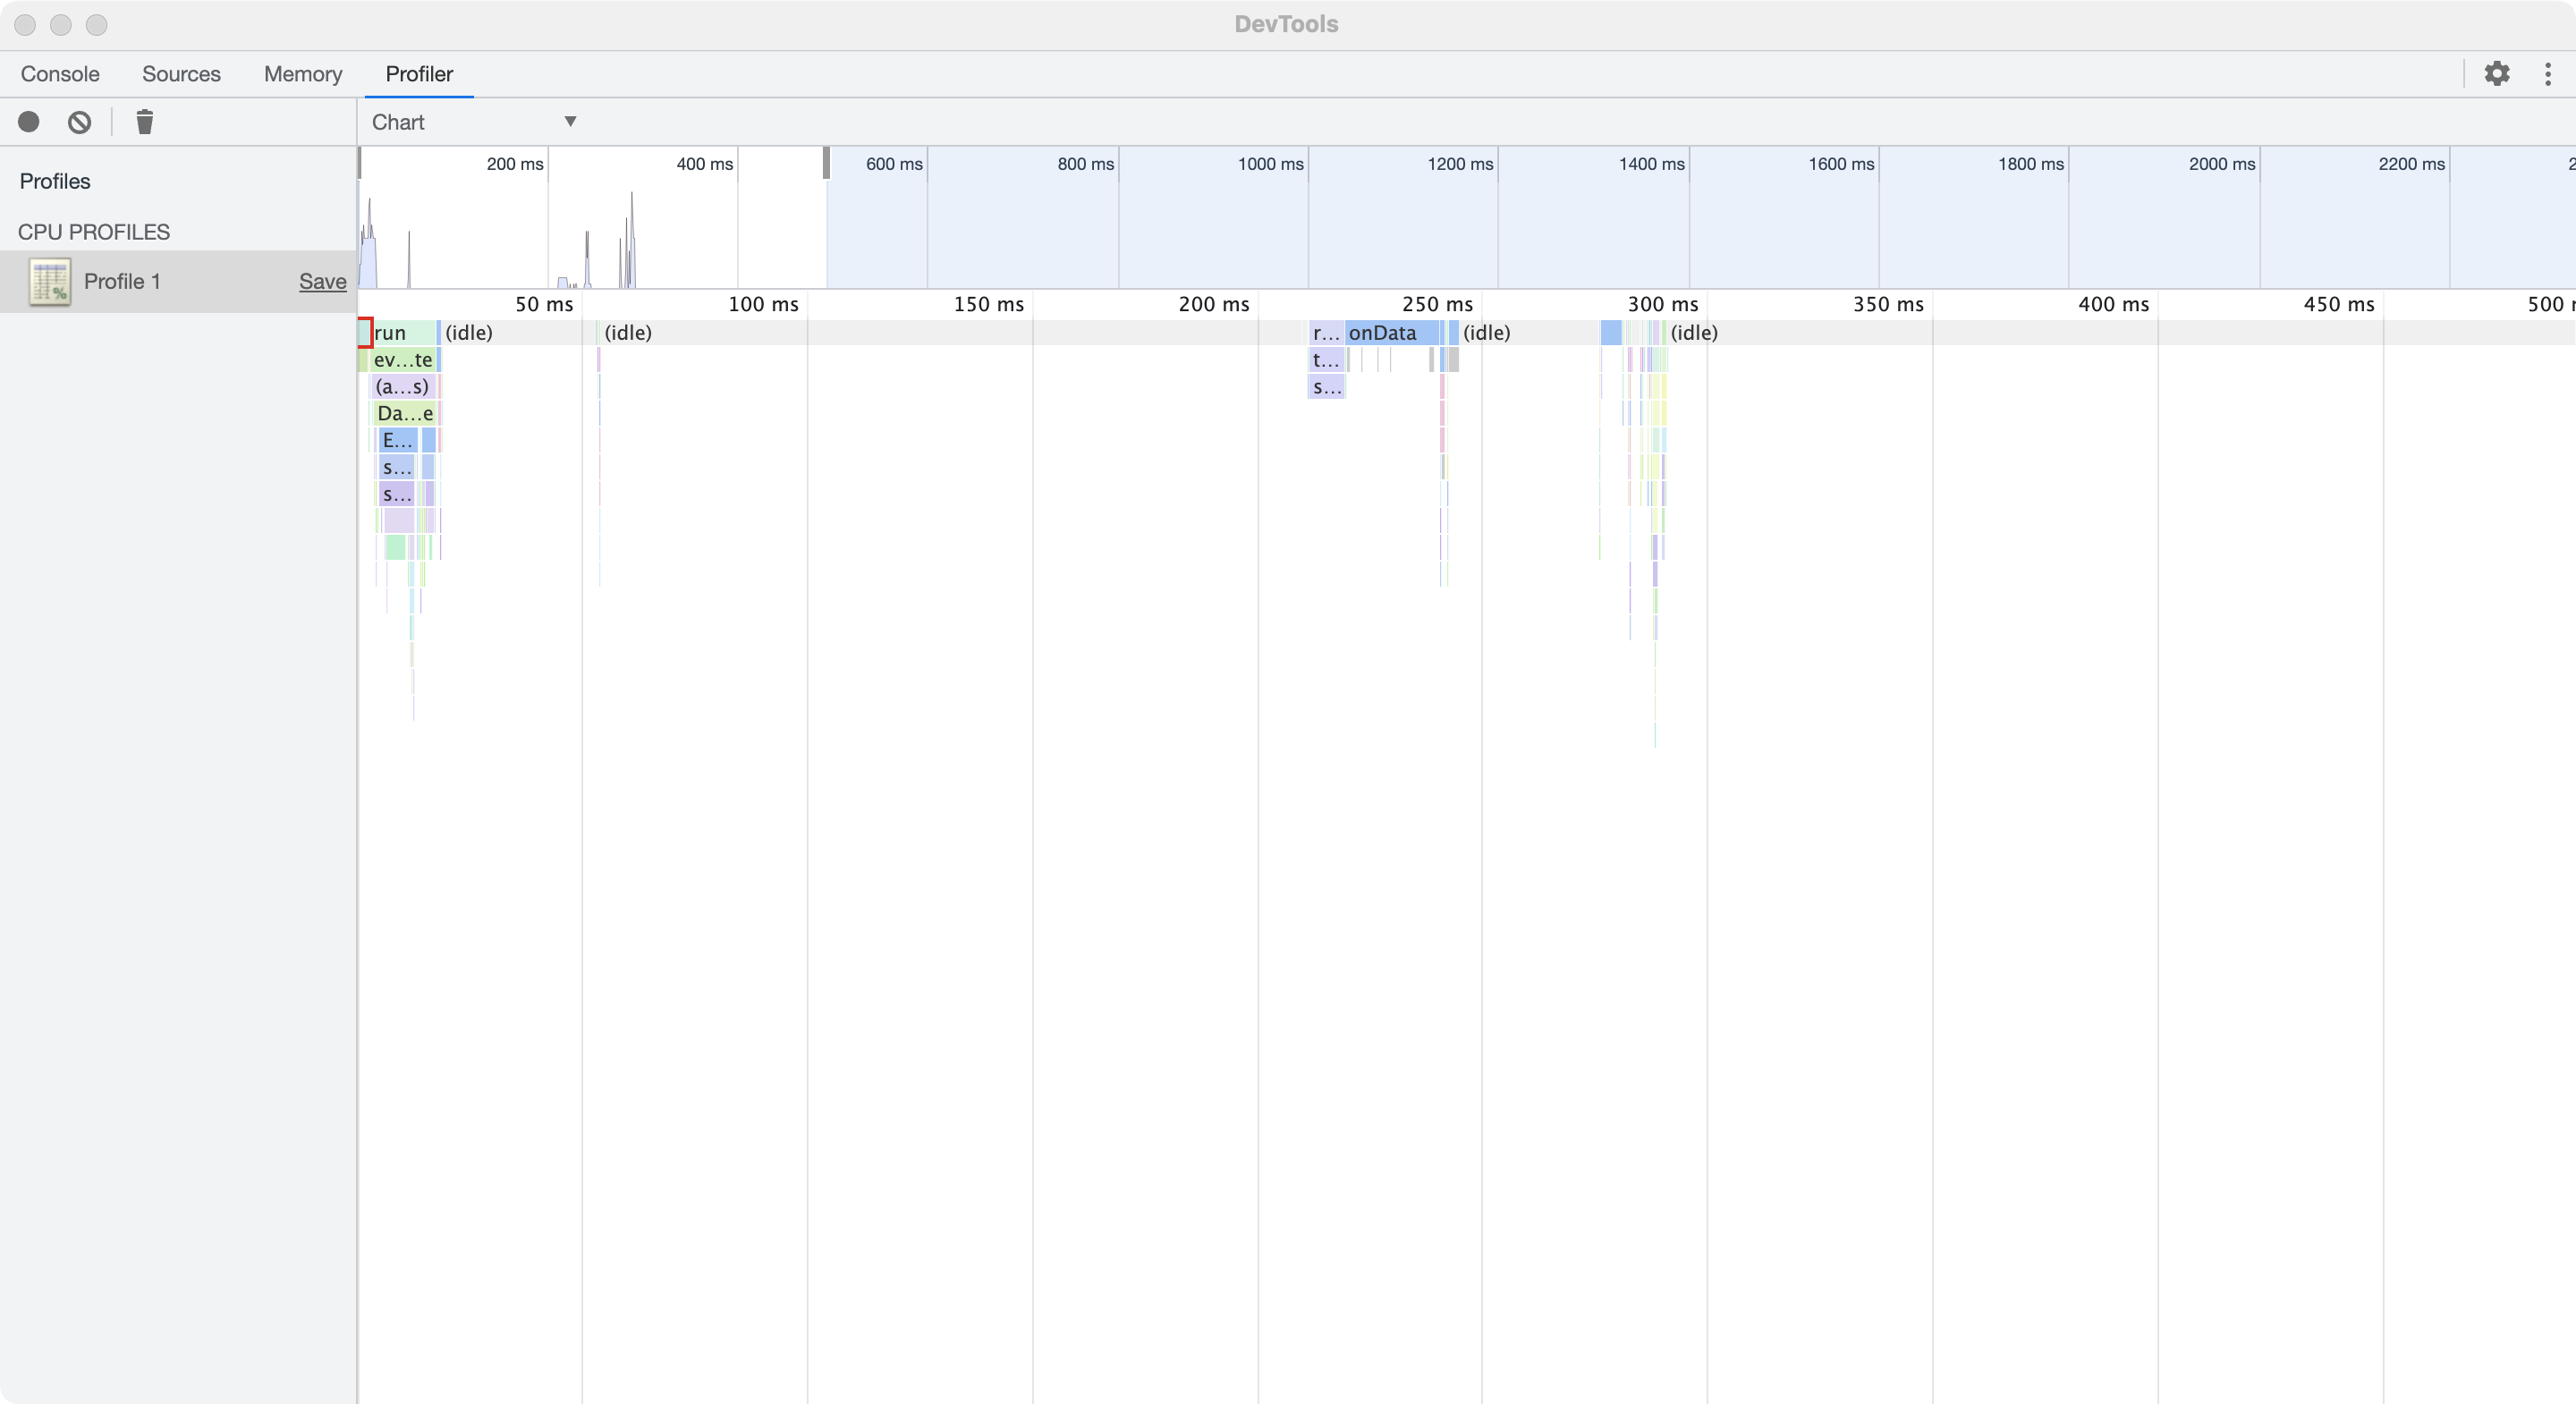 DevTools
Console Sources Memory Profiler
Chart
Profiles
CPU PROFILES
Profile 1 Save
200 ms 400 ms 600 ms 800 ms 1000 ms 1200 ms 1400 ms 1600 ms 1800 ms 2000 ms 2200 ms 2
50 ms 100 ms 150 ms 200 ms 250 ms 300 ms 350 ms 400 ms 450 ms 500
run (idle) (idle) r... onData (idle) (idle)
ev...te t...
(a...s) s...
Da...e
E...
s...
s...